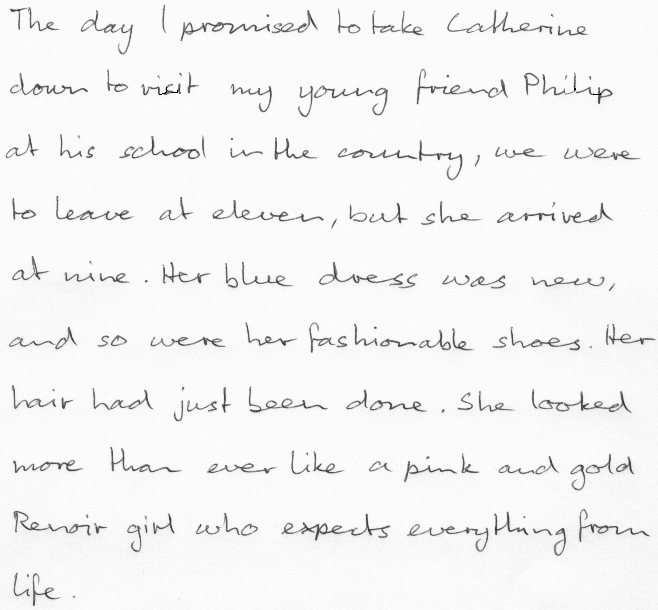 The day I promised to take Catherine
down to visit my young friend Philip
at his school in the country, we were
to leave at eleven, but she arrived
at nine. Her blue dress was new,
and so were her fashionable shoes. Her
hair had just been done. She looked
more than ever like a pink and gold
Renoir girl who expects everything from
life.